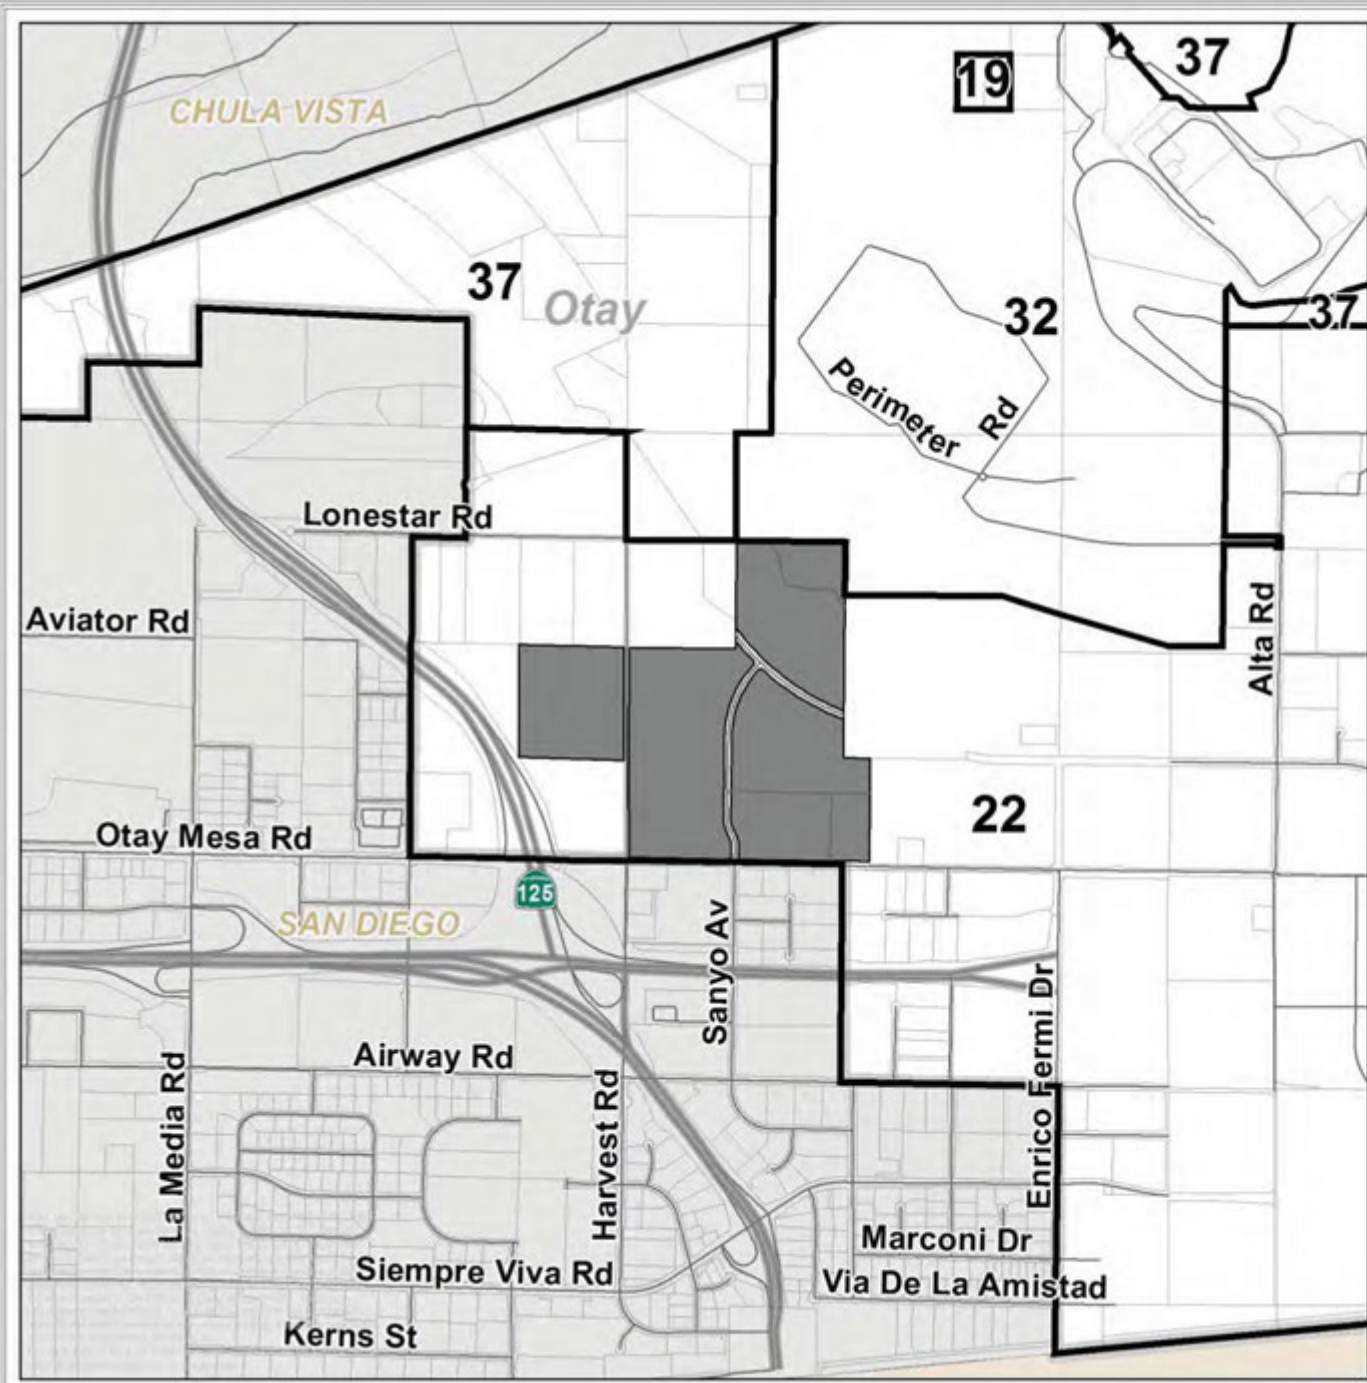 37
19
CHULA VISTA
37
Otay
32
37
Perimeter
Rd
Lonestar Rd
Aviator Rd
Alta Rd
22
Otay Mesa Rd
125
SAN DIEGO
Sanyo Av
Enrico Fermi Dr
Airway Rd
La Media Rd
Harvest Rd
Marconi Dr
Siempre Viva Rd
Via De La Amistad
Kerns St